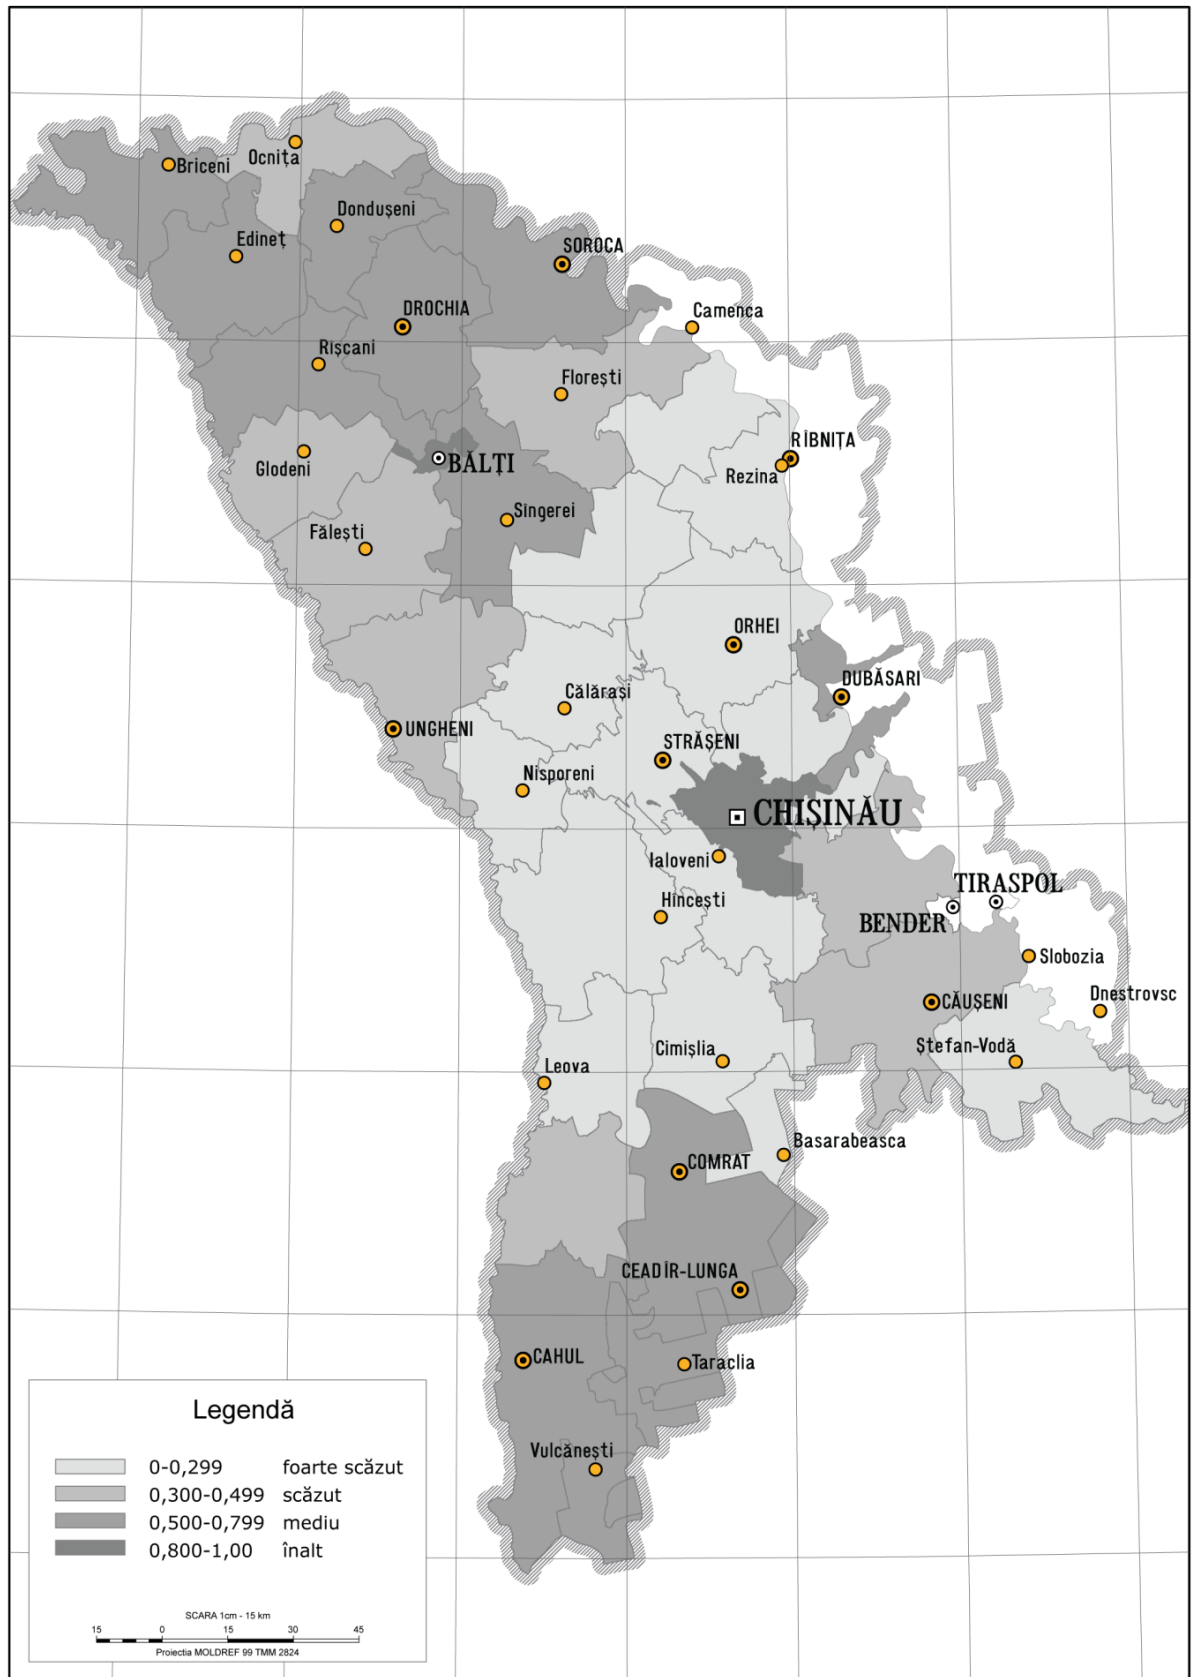 Ocnița
Briceni
Dondușeni
Edineț
SOROCA
DROCHIA
Camenca
Rîșcani
Florești
RÎBNIȚA
Glodeni
BĂLȚI
Rezina
Sîngerei
Fălești
ORHEI
DUBĂSARI
Călărași
UNGHENI
STRĂȘENI
Nisporeni
CHIȘINĂU
Ialoveni
TIRASPOL
Hîncești
BENDER
Slobozia
Dnestrovsc
CĂUȘENI
Ștefan-Vodă
Cimișlia
Leova
Basarabeasca
COMRAT
CEADÎR-LUNGA
CAHUL
Taraclia
Vulcănești
Legendă
0-0,299 foarte scăzut
0,300-0,499 scăzut
0,500-0,799 mediu
0,800-1,00 înalt
SCARA 1cm - 15 km
15 0 15 30 45
Proiectia MOLDREF 99 TMM 2824